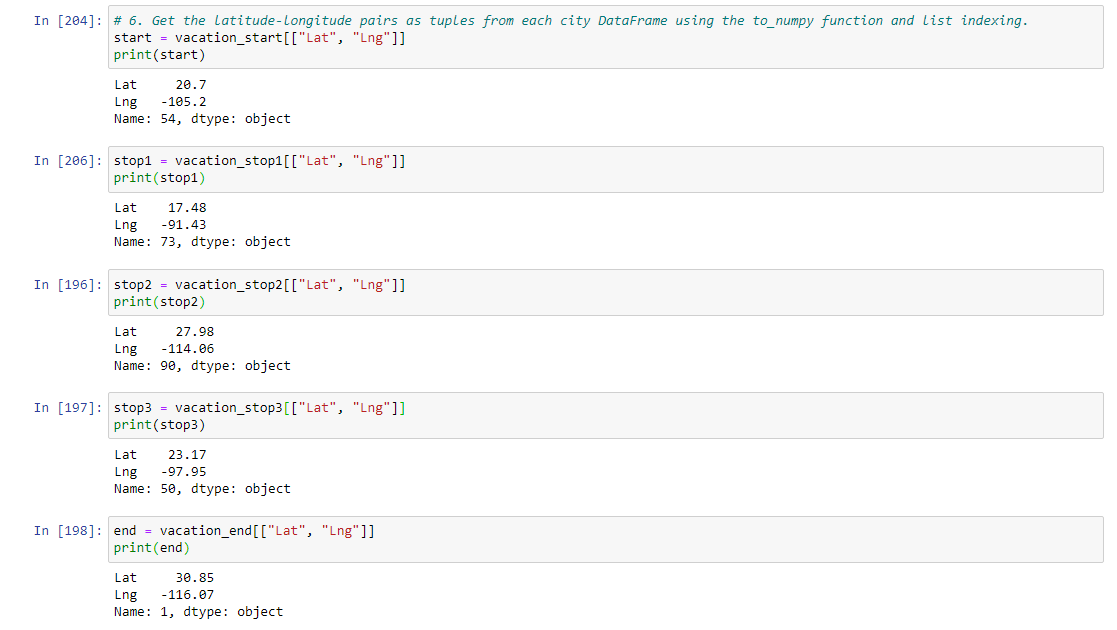 In [204]: # 6. Get the latitude-longitude pairs as tuples from each city DataFrame using the to_numpy function and list indexing.
start = vacation_start[["Lat", "Lng"]]
print(start)
Lat     20.7
Lng   -105.2
Name: 54, dtype: object
In [206]: stop1 = vacation_stop1[["Lat", "Lng"]]
print(stop1)
Lat    17.48
Lng   -91.43
Name: 73, dtype: object
In [196]: stop2 = vacation_stop2[["Lat", "Lng"]]
print(stop2)
Lat     27.98
Lng   -114.06
Name: 90, dtype: object
In [197]: stop3 = vacation_stop3[["Lat", "Lng"]]
print(stop3)
Lat    23.17
Lng   -97.95
Name: 50, dtype: object
In [198]: end = vacation_end[["Lat", "Lng"]]
print(end)
Lat     30.85
Lng   -116.07
Name: 1, dtype: object